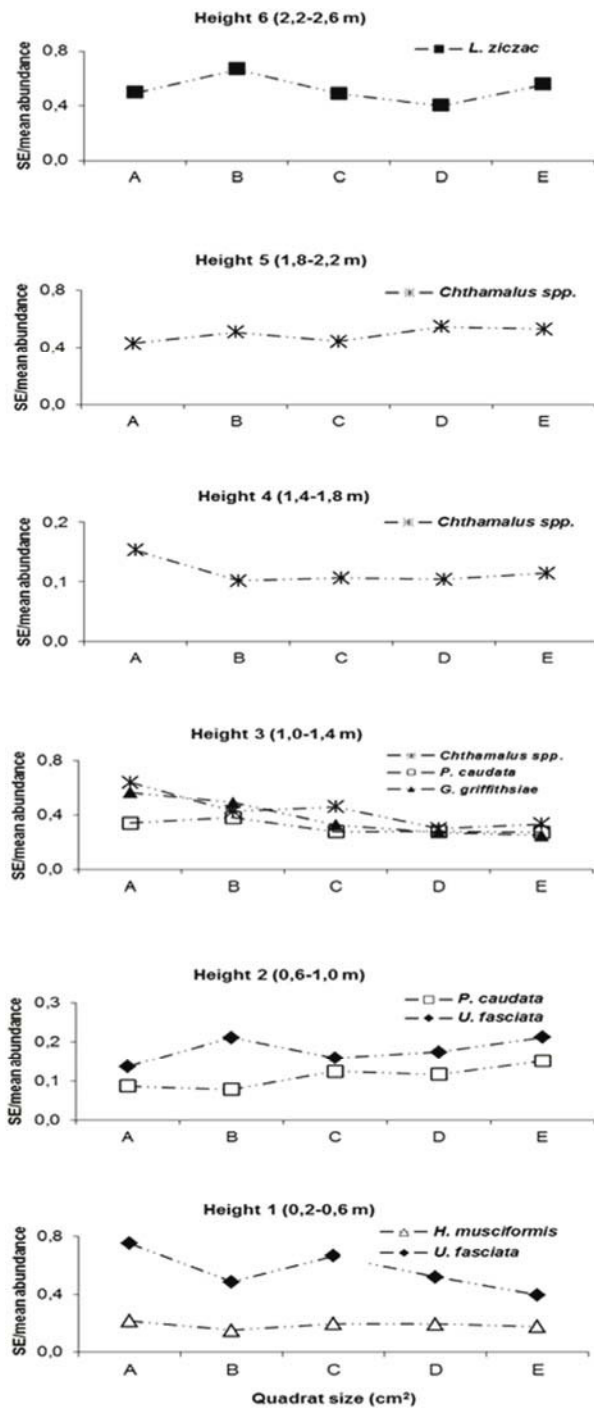 Height 6 (2,2-2,6 m)
L. ziczac
SE/mean abundance
0,8
0,4
0,0
A B C D E
Height 5 (1,8-2,2 m)
Chthamalus spp.
SE/mean abundance
0,8
0,4
0,0
A B C D E
Height 4 (1,4-1,8 m)
Chthamalus spp.
SE/mean abundance
0,2
0,1
0,0
A B C D E
Height 3 (1,0-1,4 m)
Chthamalus spp.
P. caudata
G. griffithsiae
SE/mean abundance
0,8
0,4
0,0
A B C D E
Height 2 (0,6-1,0 m)
P. caudata
U. fasciata
SE/mean abundance
0,3
0,2
0,1
0,0
A B C D E
Height 1 (0,2-0,6 m)
H. musciformis
U. fasciata
SE/mean abundance
0,8
0,4
0,0
A B C D E
Quadrat size (cm²)